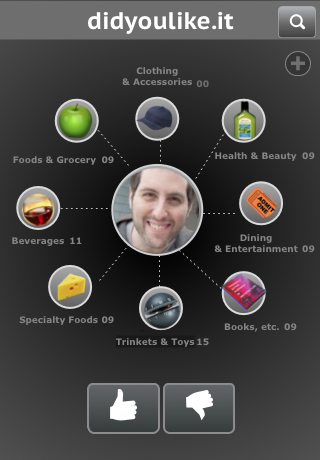 didyoulike.it
Clothing
& Accessories 00
Foods & Grocery 09
Health & Beauty 09
Beverages 11
ADMIT
ONE
Dining
& Entertainment 09
Specialty Foods 09
Books, etc. 09
Trinkets & Toys 15